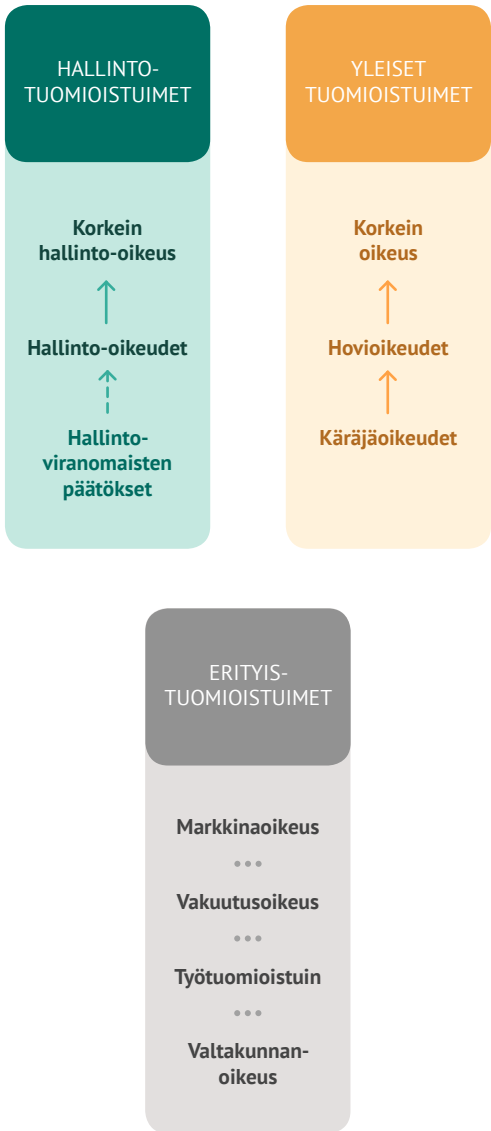 HALLINTO-
TUOMIOISTUIMET
Korkein
hallinto-oikeus
Hallinto-oikeudet
Hallinto-
viranomaisten
päätökset
YLEISET
TUOMIOISTUIMET
Korkein
oikeus
Hovioikeudet
Käräjäoikeudet
ERITYIS-
TUOMIOISTUIMET
Markkinaoikeus
Vakuutusoikeus
Työtuomioistuin
Valtakunnan-
oikeus